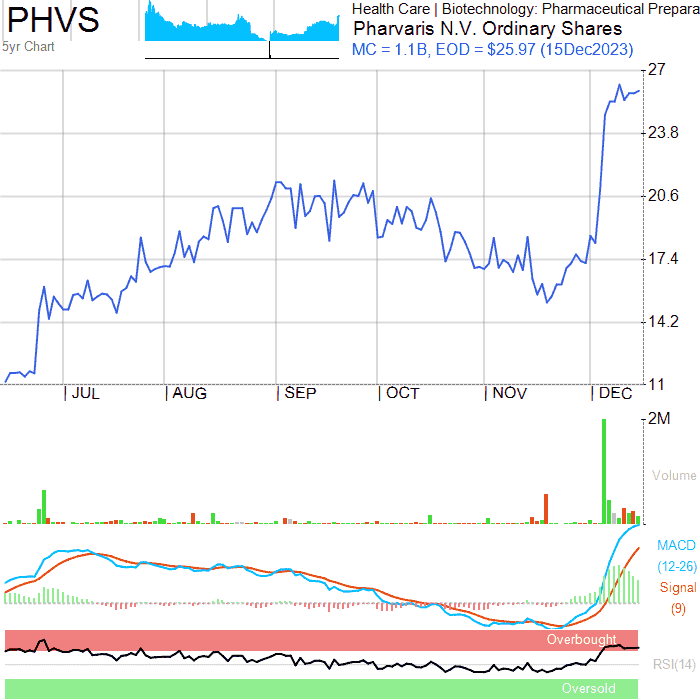 PHVS
5yr Chart
Health Care | Biotechnology: Pharmaceutical Prepara
Pharvaris N.V. Ordinary Shares
MC = 1.1B, EOD = $25.97 (15Dec2023)
27
23.8
20.6
17.4
14.2
11
JUL AUG SEP OCT NOV DEC
2M
Volume
MACD
(12-26)
Signal
(9)
Overbought
RSI(14)
Oversold